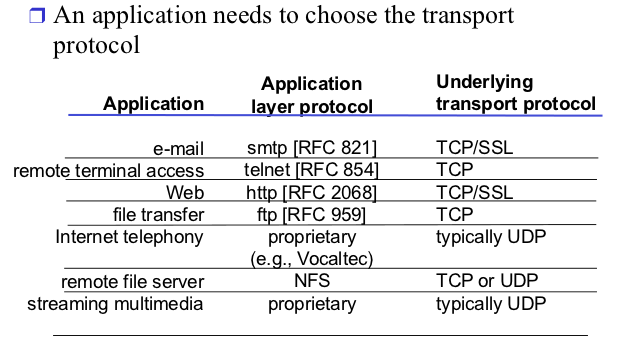 ❒ An application needs to choose the transport
protocol
Application Application layer protocol Underlying transport protocol
e-mail smtp [RFC 821] TCP/SSL
remote terminal access telnet [RFC 854] TCP
Web http [RFC 2068] TCP/SSL
file transfer ftp [RFC 959] TCP
Internet telephony proprietary typically UDP
(e.g., Vocaltec)
remote file server NFS TCP or UDP
streaming multimedia proprietary typically UDP